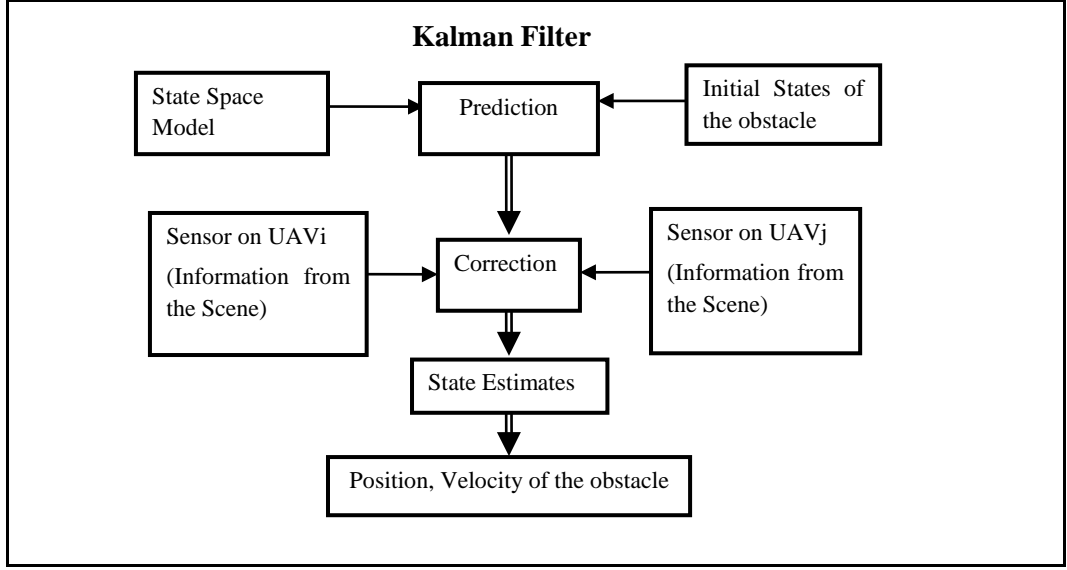 Kalman Filter
State Space
Model
Prediction
Initial States of
the obstacle
Sensor on UAVi
(Information from
the Scene)
Correction
Sensor on UAVj
(Information from
the Scene)
State Estimates
Position, Velocity of the obstacle